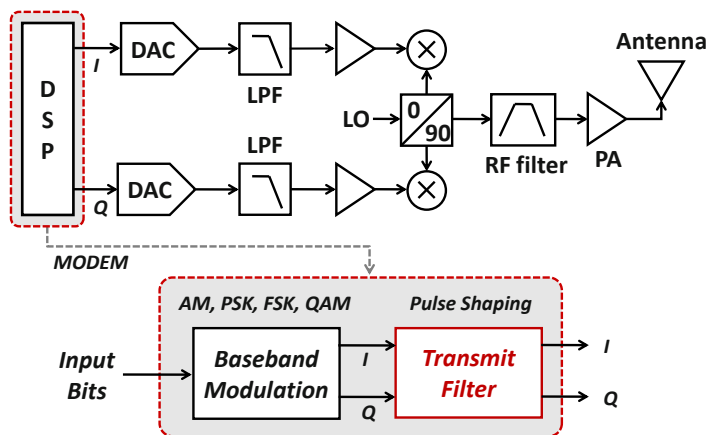 DSP
I
DAC
LPF
Antenna
LO
0
90
RF filter
PA
LPF
Q
DAC
MODEM
AM, PSK, FSK, QAM
Pulse Shaping
Input
Bits
Baseband
Modulation
I
Q
Transmit
Filter
I
Q